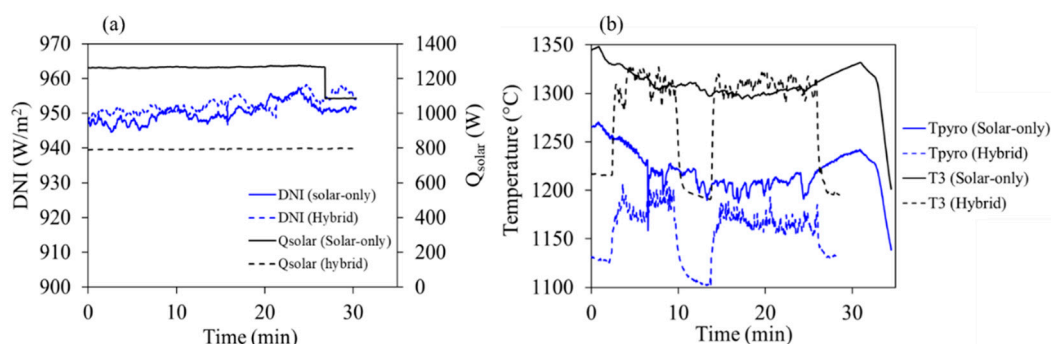 (a)
DNI (W/m2)
970
960
950
940
930
920
910
900
DNI (solar-only)
DNI (Hybrid)
Qsolar (Solar-only)
Qsolar (hybrid)
1400
1200
1000
800
600
400
200
0
Qsolar (W)
0 10 20 30
Time (min)
(b)
Temperature (°C)
1350
1300
1250
1200
1150
1100
0 10 20 30
Time (min)
Tpyro (Solar-only)
Tpyro (Hybrid)
T3 (Solar-only)
T3 (Hybrid)